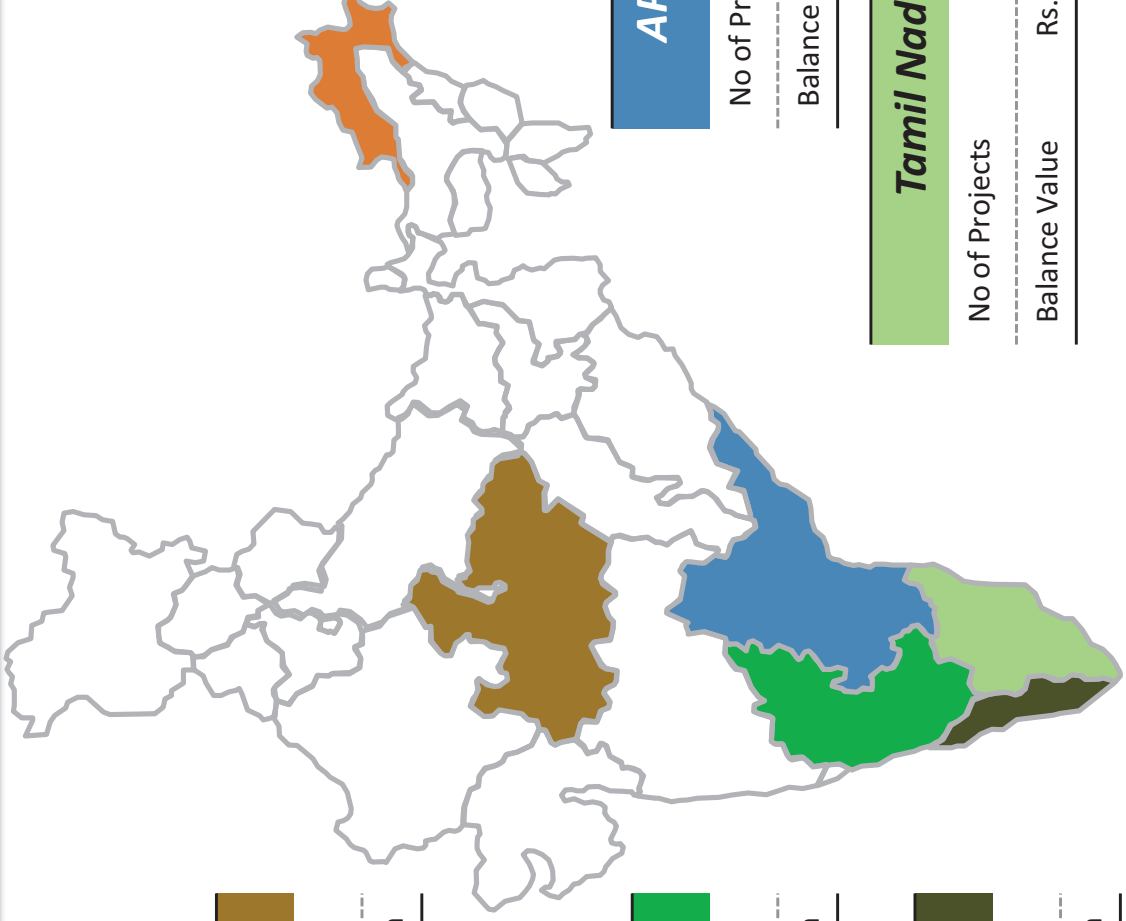 AP
No of Pr
Balance
Tamil Nad
No of Projects
Balance Value Rs.